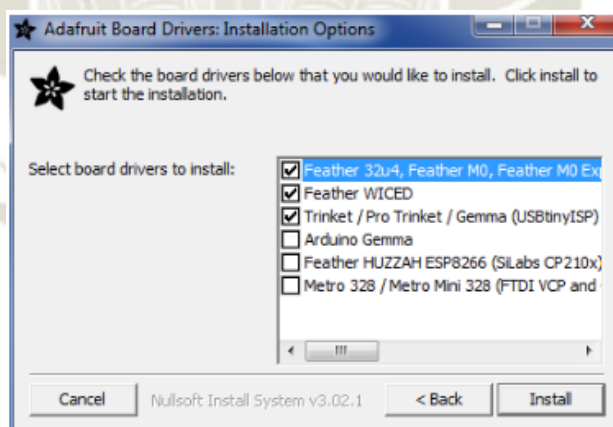 Adafruit Board Drivers: Installation Options
Check the board drivers below that you would like to install. Click install to
start the installation.
Select board drivers to install:
Feather 32u4, Feather M0, Feather M0 Exp
Feather WICED
Trinket / Pro Trinket / Gemma (USBtinyISP)
Arduino Gemma
Feather HUZZAH ESP8266 (SiLabs CP210x)
Metro 328 / Metro Mini 328 (FTDI VCP and
Cancel
Nullsoft Install System v3.02.1
< Back
Install